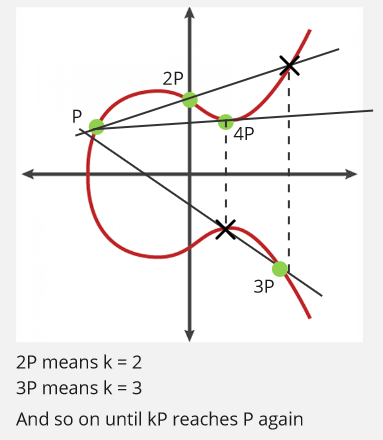 2P
P
4P
3P
2P means k = 2
3P means k = 3
And so on until kP reaches P again